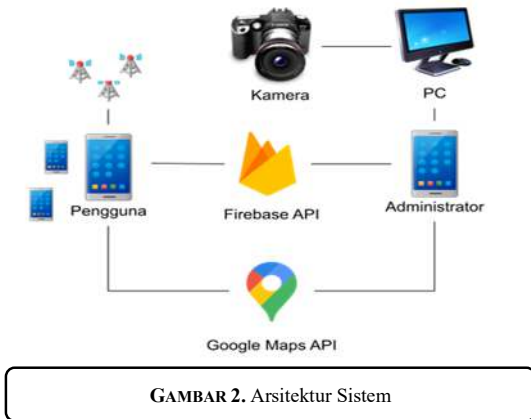 Kamera
PC
Pengguna
Firebase API
Administrator
Google Maps API
GAMBAR 2. Arsitektur Sistem